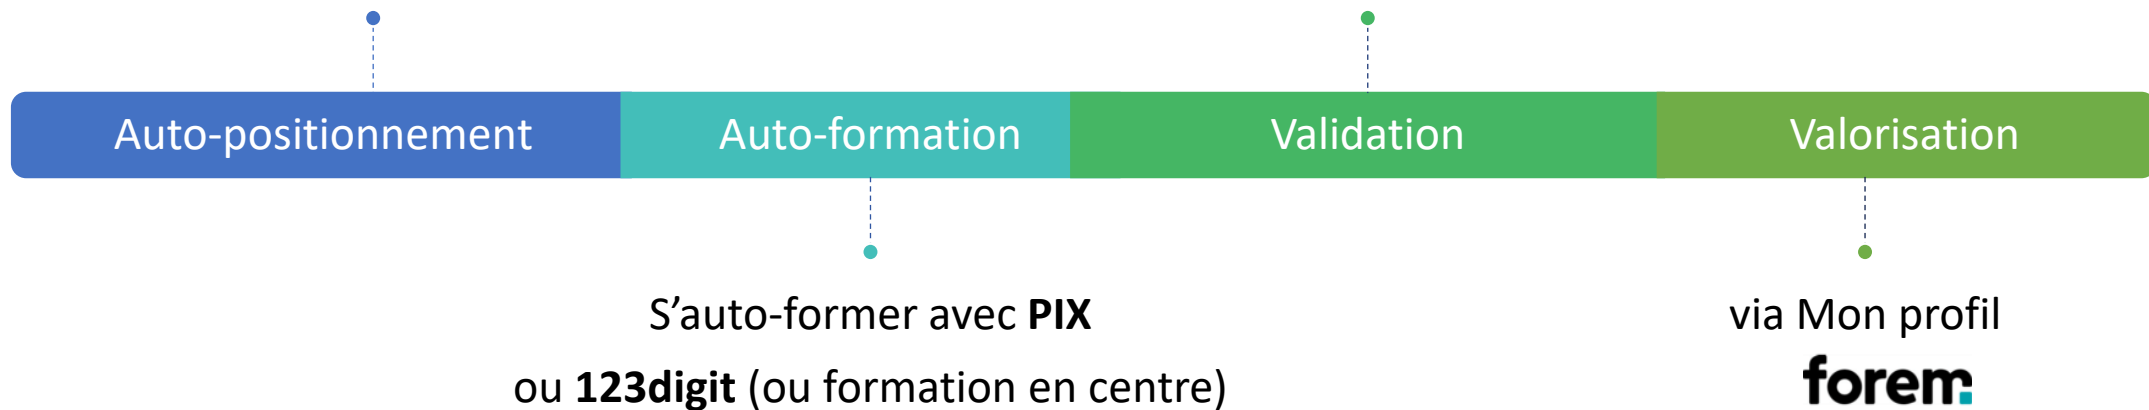 Auto-positionnement
Auto-formation
Validation
Valorisation
S’auto-former avec PIX
ou 123digit (ou formation en centre)
via Mon profil
forem